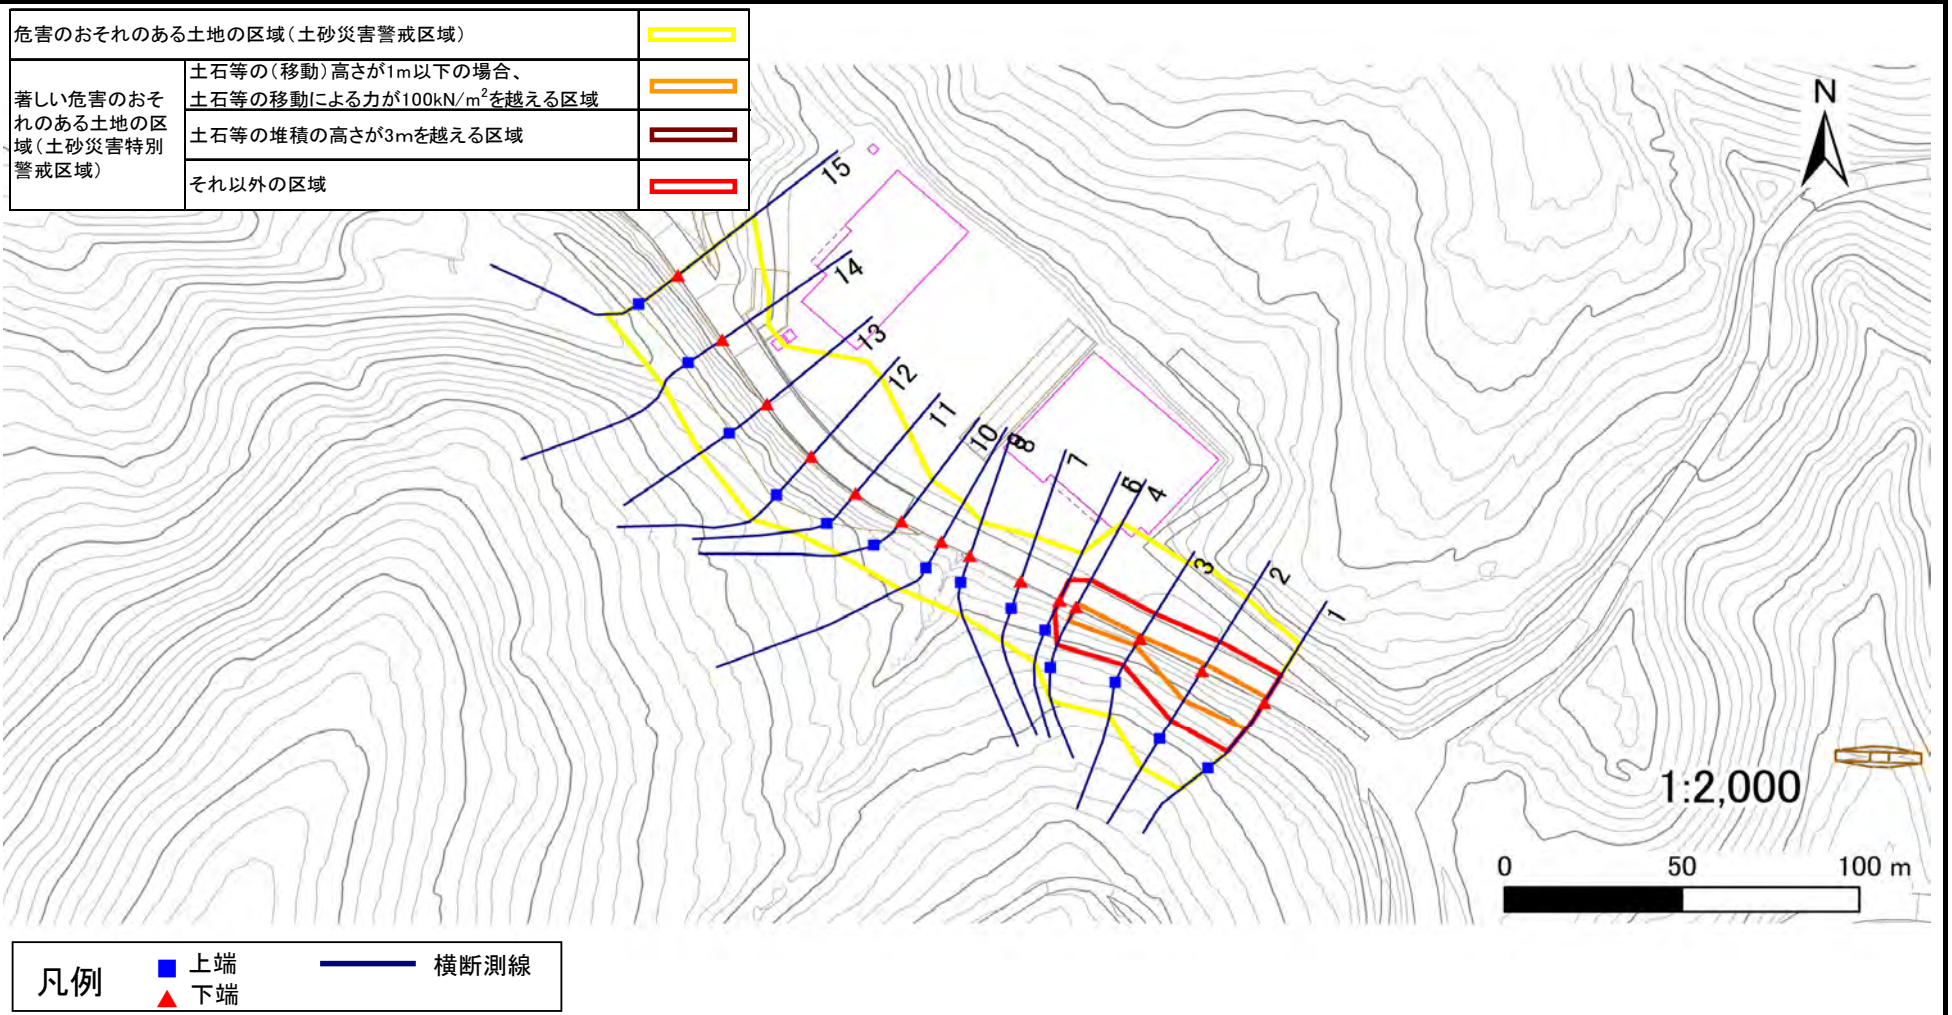 危害のおそれのある土地の区域(土砂災害警戒区域)
著しい危害のおそ
れのある土地の区
域(土砂災害特別
警戒区域)
土石等の(移動)高さが1m以下の場合、
土石等の移動による力が100kN/m²を越える区域
土石等の堆積の高さが3mを越える区域
それ以外の区域
N
15
14
13
12
11
10
9
8
7
6
4
3
2
1
1:2,000
0 50 100 m
凡例
上端
下端
横断測線